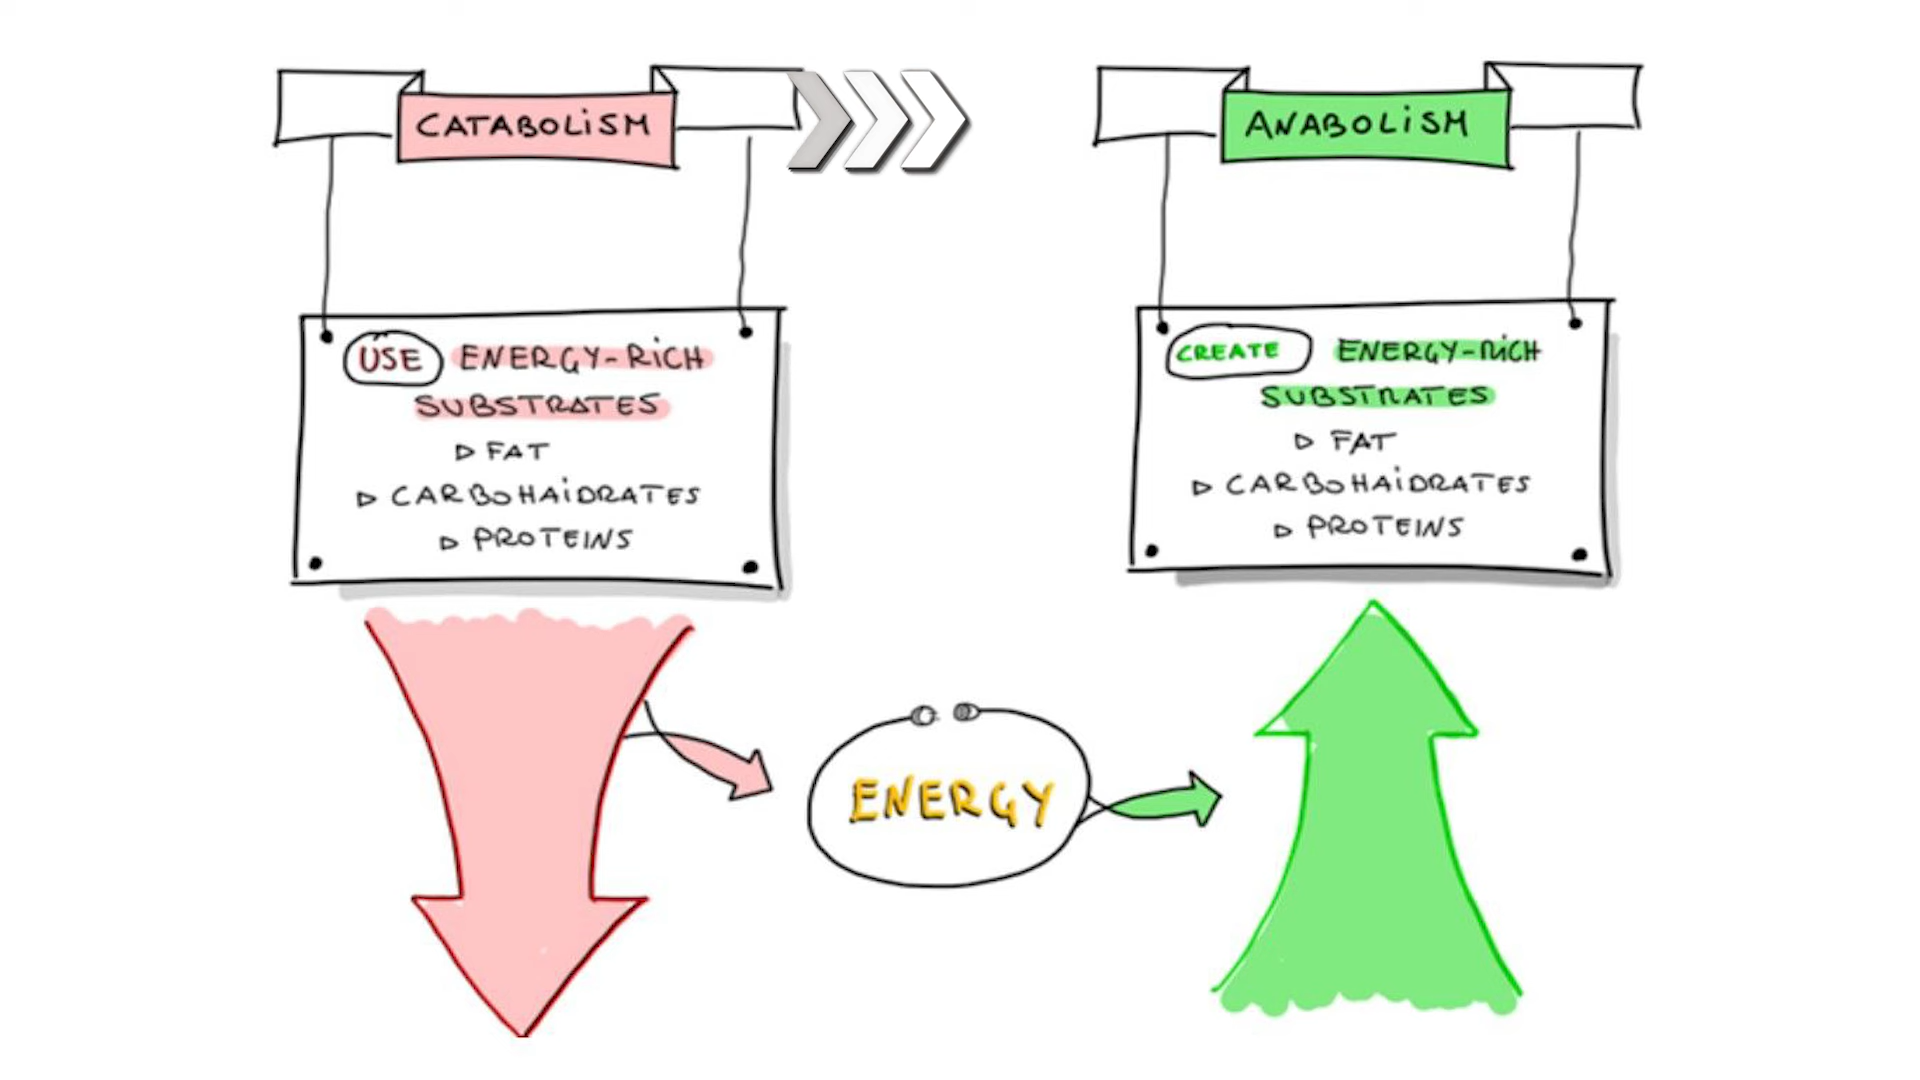 CATABOLiSM
USE ENERGY-RiCH
SUBSTRATES
▷ FAT
▷ CARBOHAiDRATES
▷ PROTEINS
ENERGY
ANABOLiSM
CREATE ENERGY-RiCH
SUBSTRATES
▷ FAT
▷ CARBOHAiDRATES
▷ PROTEINS